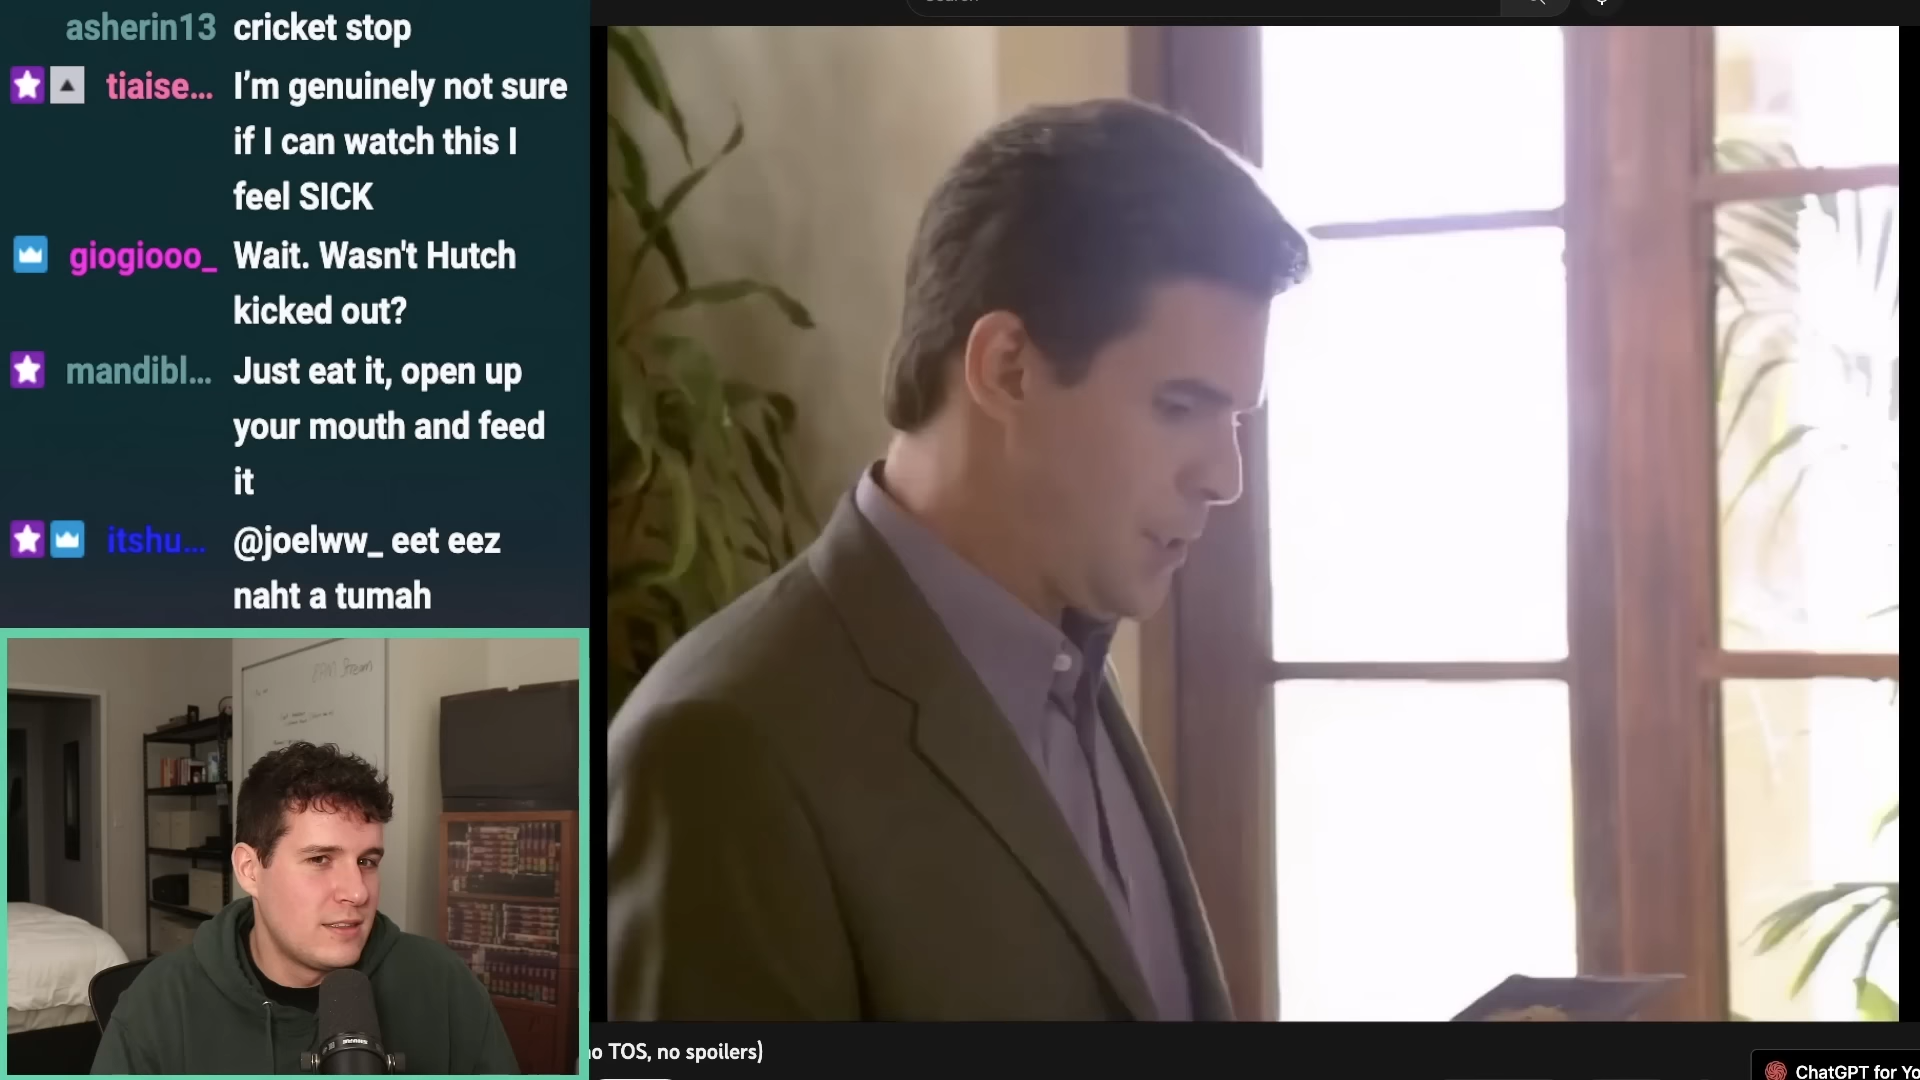 asherin13 cricket stop
tiaise... I’m genuinely not sure
if I can watch this I
feel SICK
giogiooo_ Wait. Wasn't Hutch
kicked out?
mandibl... Just eat it, open up
your mouth and feed
it
itshu... @joelww_ eet eez
naht a tumah
Stream
no TOS, no spoilers)
ChatGPT for Yo